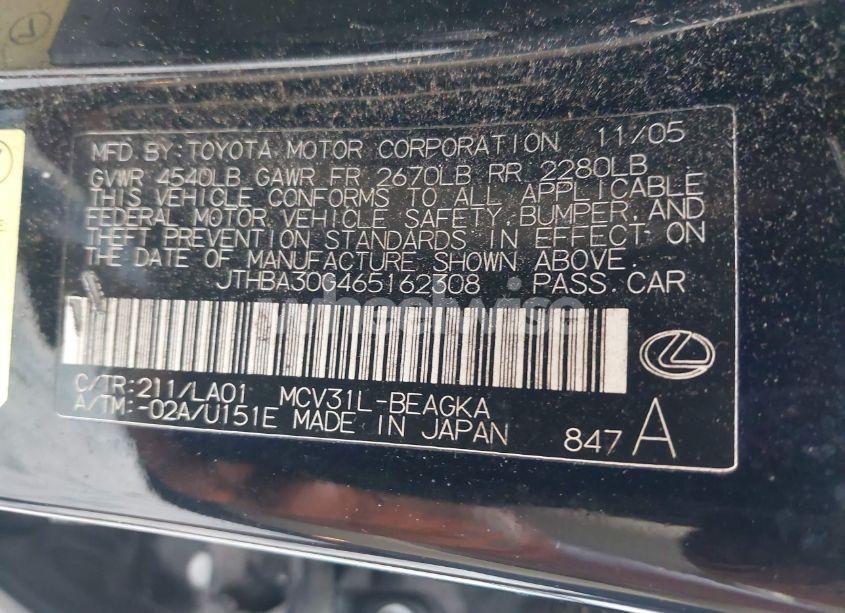 MFD. BY: TOYOTA MOTOR CORPORATION 11/05
GVWR 4540LB GAWR FR 2670LB RR 2280LB
THIS VEHICLE CONFORMS TO ALL APPLICABLE
FEDERAL MOTOR VEHICLE SAFETY, BUMPER, AND
THEFT PREVENTION STANDARDS IN EFFECT ON
THE DATE OF MANUFACTURE SHOWN ABOVE.
JTHBA30G465162308 PASS. CAR
wheelwise
C/TR: 211/LA01 MCV31L-BEAGKA
A/TM: -02A/U151E MADE IN JAPAN
847 A